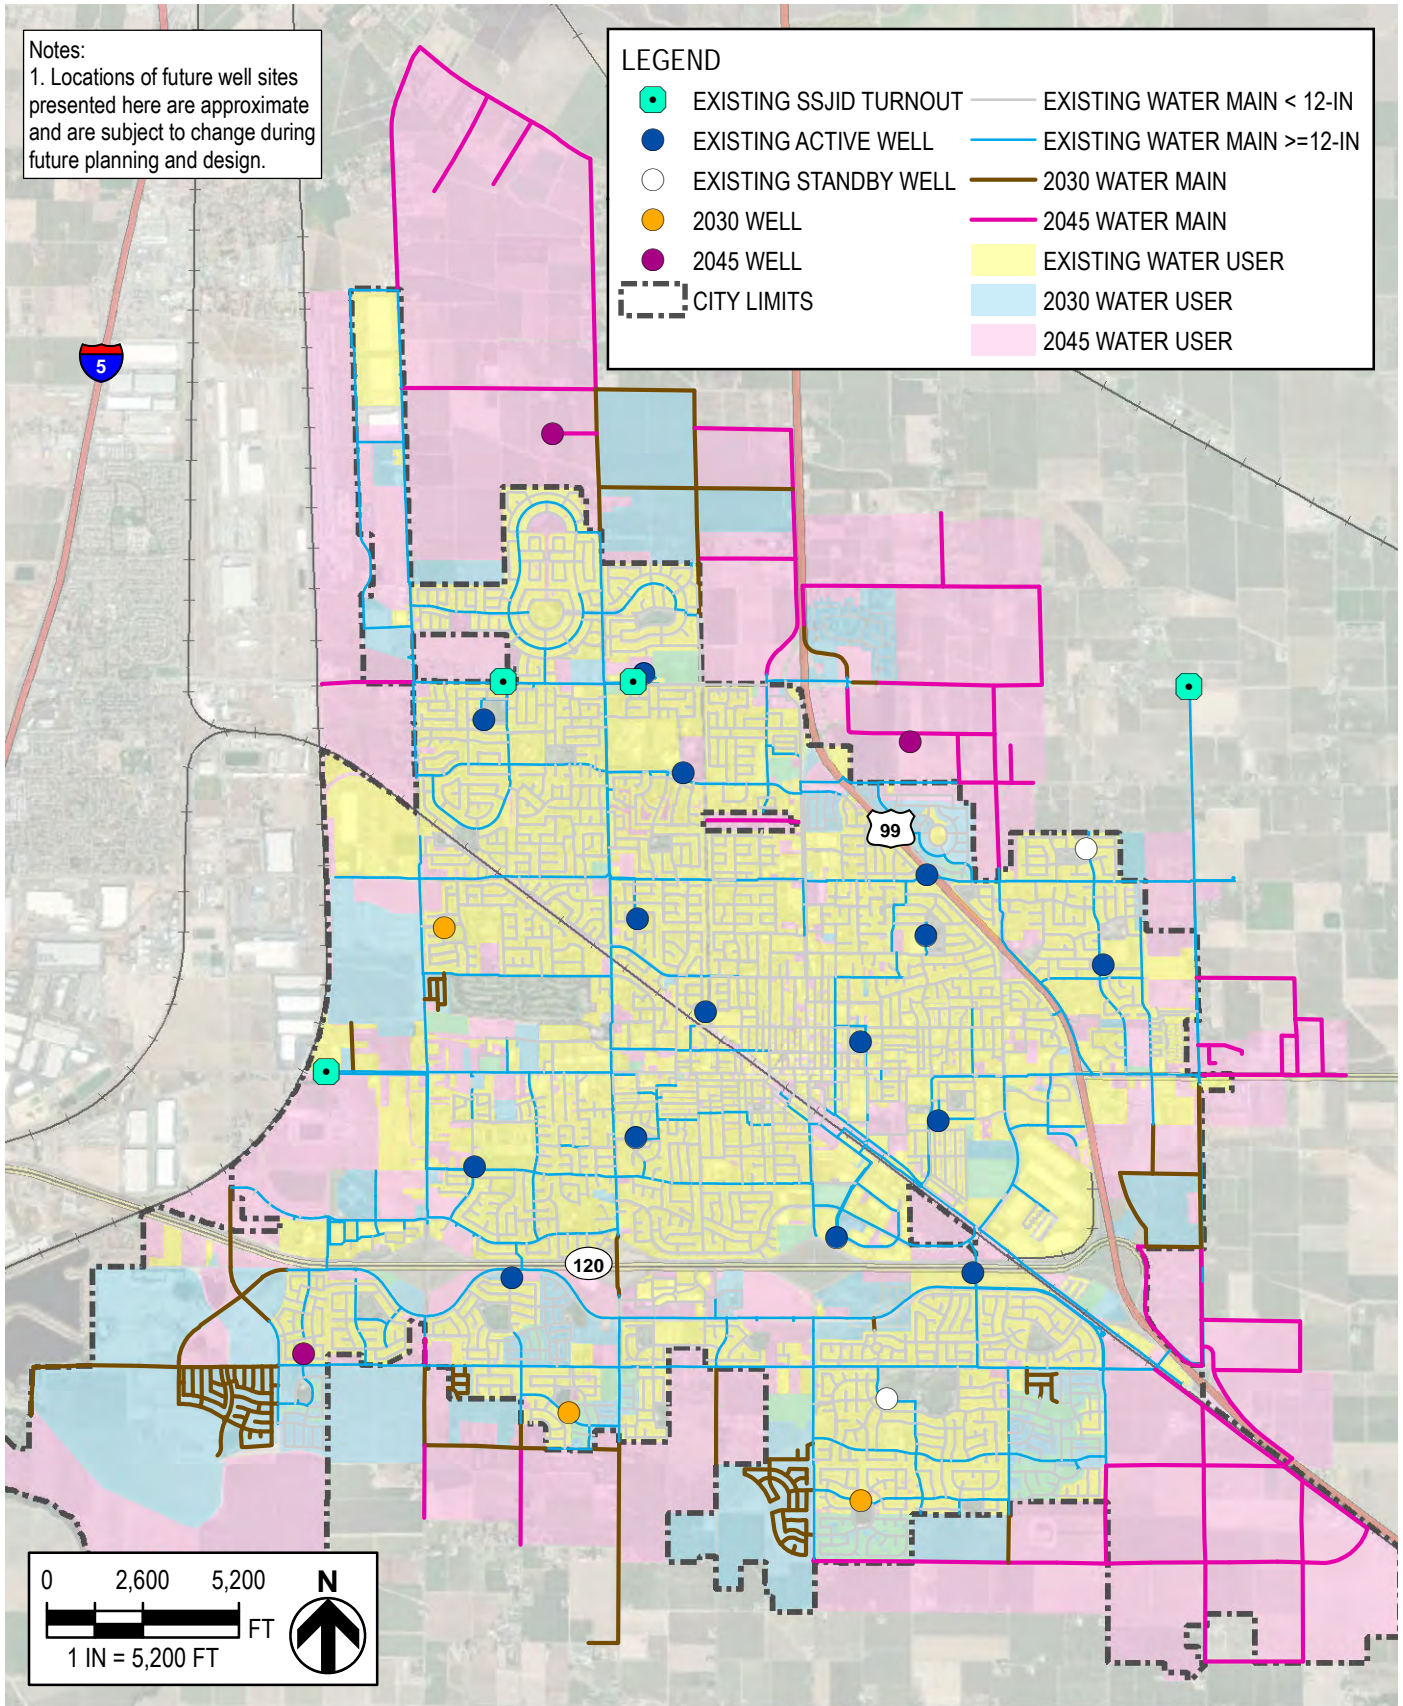 Notes:
1. Locations of future well sites
presented here are approximate
and are subject to change during
future planning and design.
LEGEND
EXISTING SSJID TURNOUT
EXISTING ACTIVE WELL
EXISTING STANDBY WELL
2030 WELL
2045 WELL
CITY LIMITS
EXISTING WATER MAIN < 12-IN
EXISTING WATER MAIN >=12-IN
2030 WATER MAIN
2045 WATER MAIN
EXISTING WATER USER
2030 WATER USER
2045 WATER USER
5
99
120
0 2,600 5,200
FT
1 IN = 5,200 FT
N